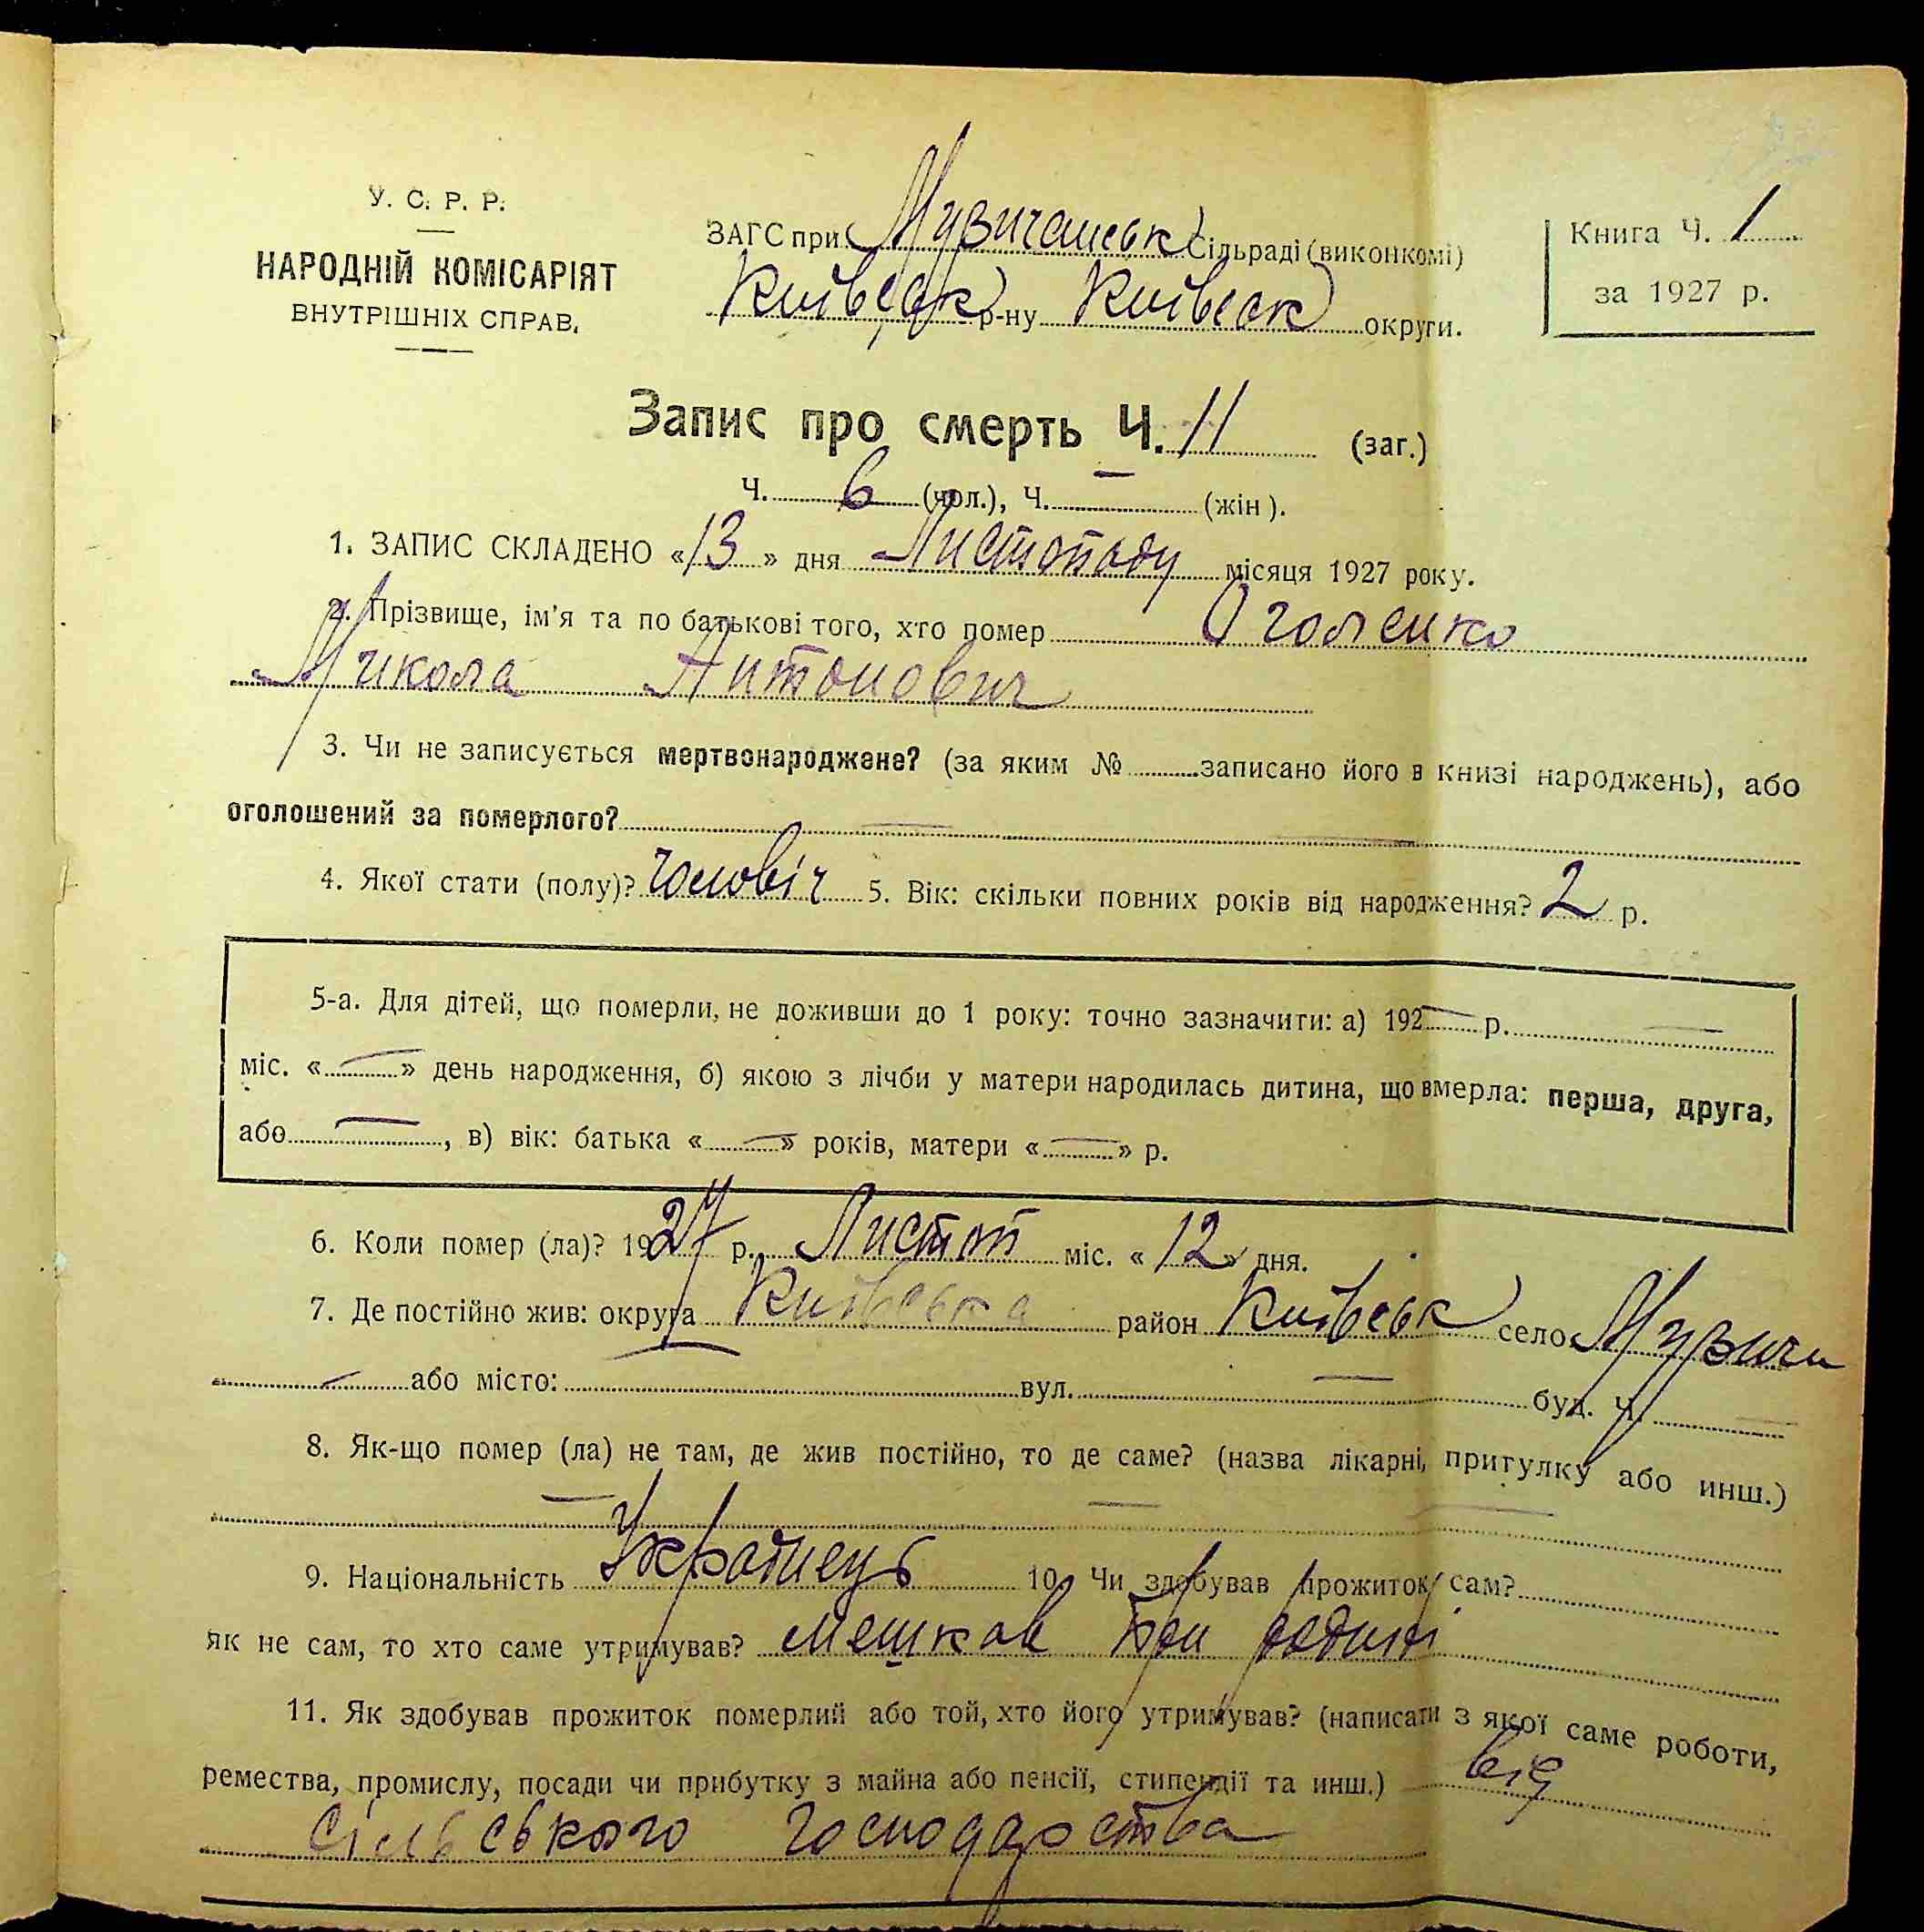 У. С. Р. Р.
НАРОДНІЙ КОМІСАРІЯТ
ВНУТРІШНІХ СПРАВ.
ЗАГС при Музичанськ Сільраді (виконкомі)
Київськ р-ну Київськ округи.
Книга Ч. 1
за 1927 р.
Запис про смерть Ч. 11 (заг.)
Ч. 6 (чол.), Ч. — (жін).
1. ЗАПИС СКЛАДЕНО «13» дня Листопаду місяця 1927 року.
2. Прізвище, ім'я та по батькові того, хто помер Оголенко
Микола Антонович
3. Чи не записується мертвонароджене? (за яким № записано його в книзі народжень), або
оголошений за померлого? — —
4. Якої стати (полу)? Чоловіч 5. Вік: скільки повних років від народження? 2 р.
5-а. Для дітей, що померли, не доживши до 1 року: точно зазначити: а) 192— р. —
міс. «—» день народження, б) якою з лічби у матери народилась дитина, що вмерла: перша, друга,
або —, в) вік: батька «—» років, матери «—» р.
6. Коли помер (ла)? 1927 р. Листоп міс. «12» дня.
7. Де постійно жив: округа Київська район Київськ село Музичи
— або місто: вул. — буд. Ч. —
8. Як-що помер (ла) не там, де жив постійно, то де саме? (назва лікарні, притулку або инш.)
— — —
9. Національність Українець 10. Чи здобував прожиток сам?
як не сам, то хто саме утримував? мешкав при родині
11. Як здобував прожиток померлий або той, хто його утримував? (написати з якої саме роботи,
ремества, промислу, посади чи прибутку з майна або пенсії, стипендії та инш.) від
сільського господарства